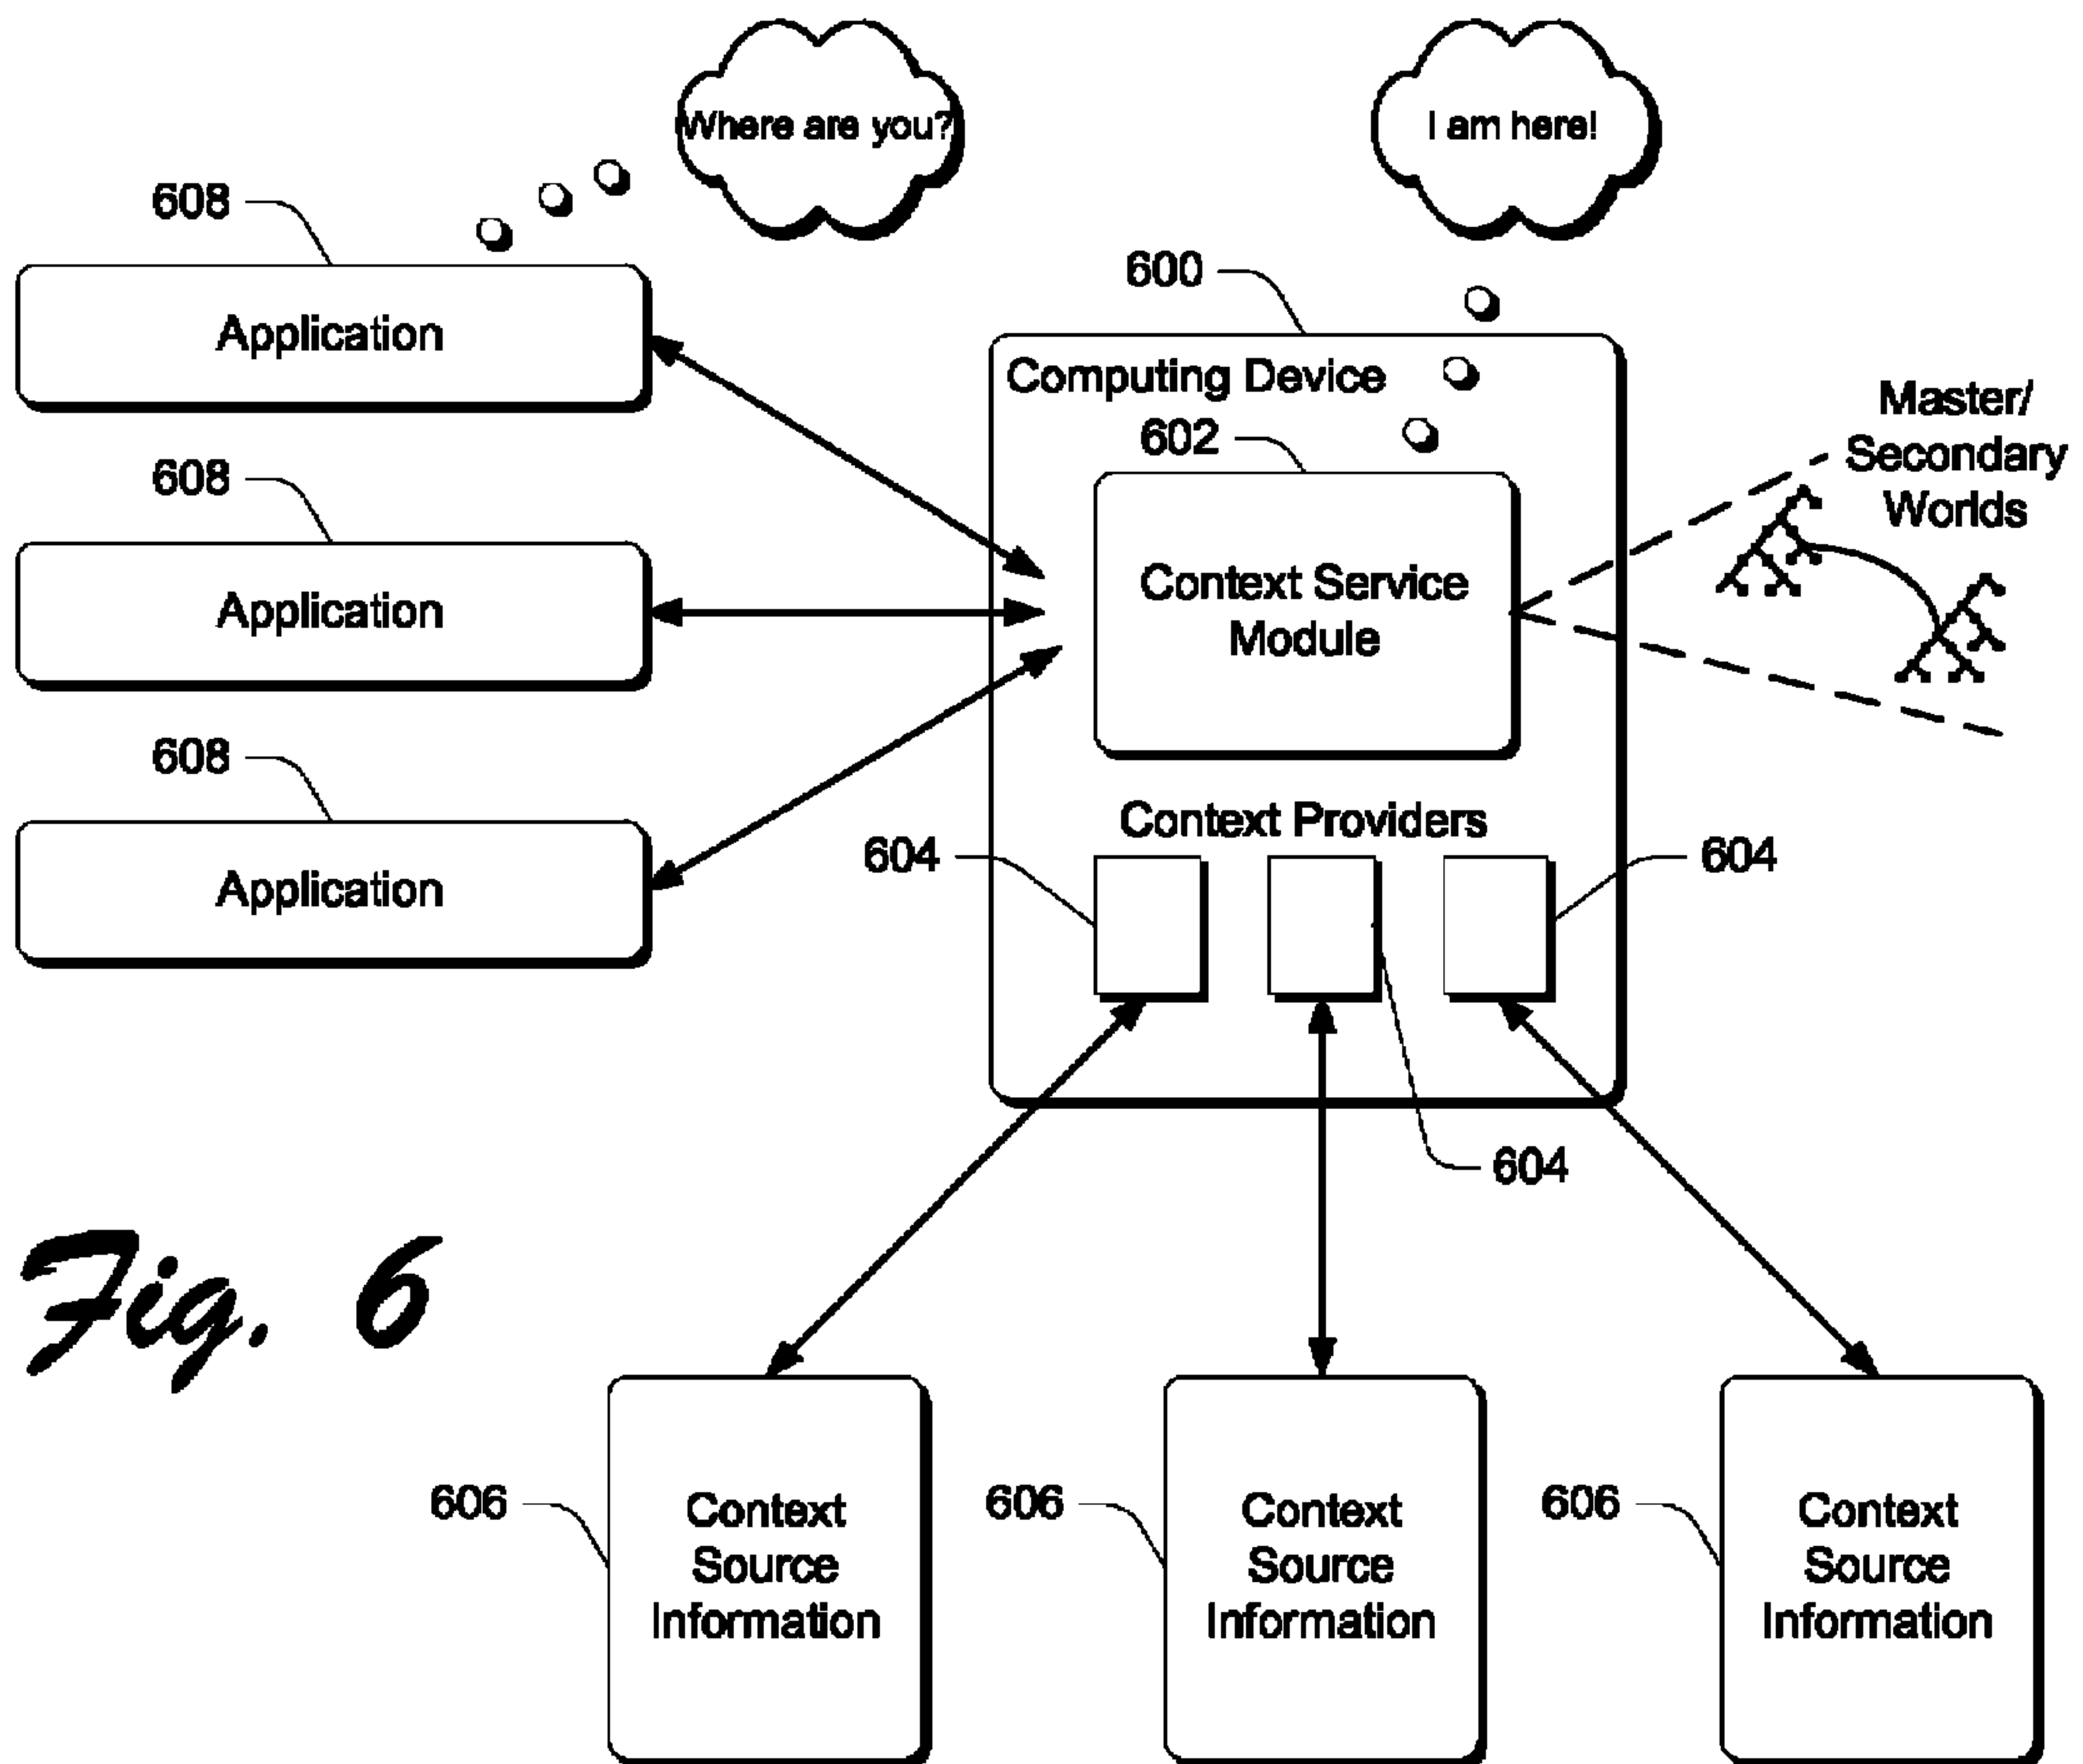 Where are you?
I am here!
608
Application
600
Computing Device
602
Master/
Secondary
Worlds
608
Application
Context Service
Module
608
Application
Context Providers
604
604
604
Fig. 6
606
Context
Source
Information
606
Context
Source
Information
606
Context
Source
Information